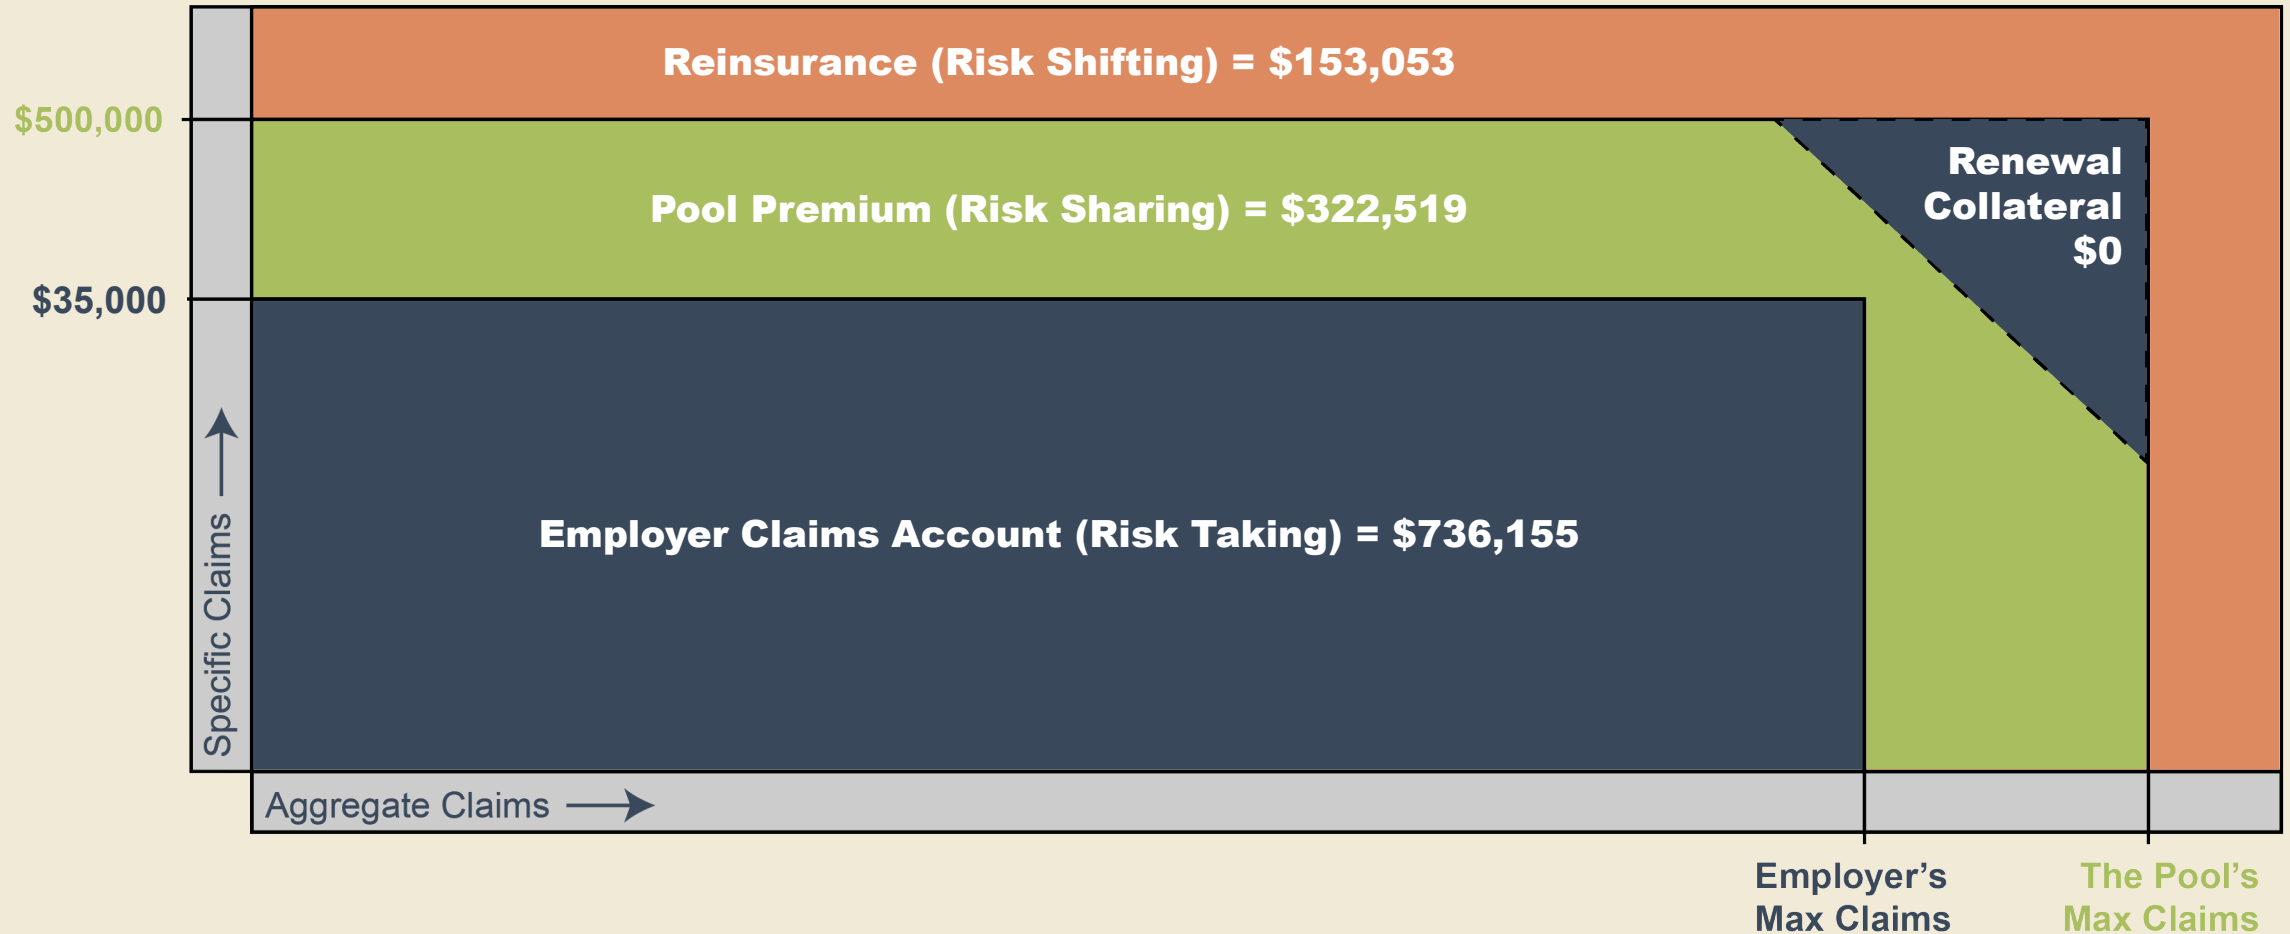 Reinsurance (Risk Shifting) = $153,053
$500,000
Renewal
Collateral
$0
Pool Premium (Risk Sharing) = $322,519
$35,000
Employer Claims Account (Risk Taking) = $736,155
Specific Claims
Aggregate Claims
Employer’s
Max Claims
The Pool’s
Max Claims